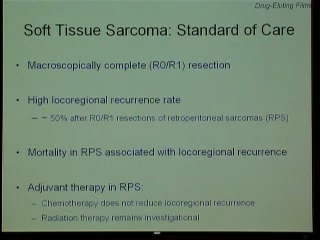 Drug-Eluting Films
Soft Tissue Sarcoma: Standard of Care
• Macroscopically complete (R0/R1) resection
• High locoregional recurrence rate
– ~ 50% after R0/R1 resections of retroperitoneal sarcomas (RPS)
• Mortality in RPS associated with locoregional recurrence
• Adjuvant therapy in RPS:
– Chemotherapy does not reduce locoregional recurrence
– Radiation therapy remains investigational